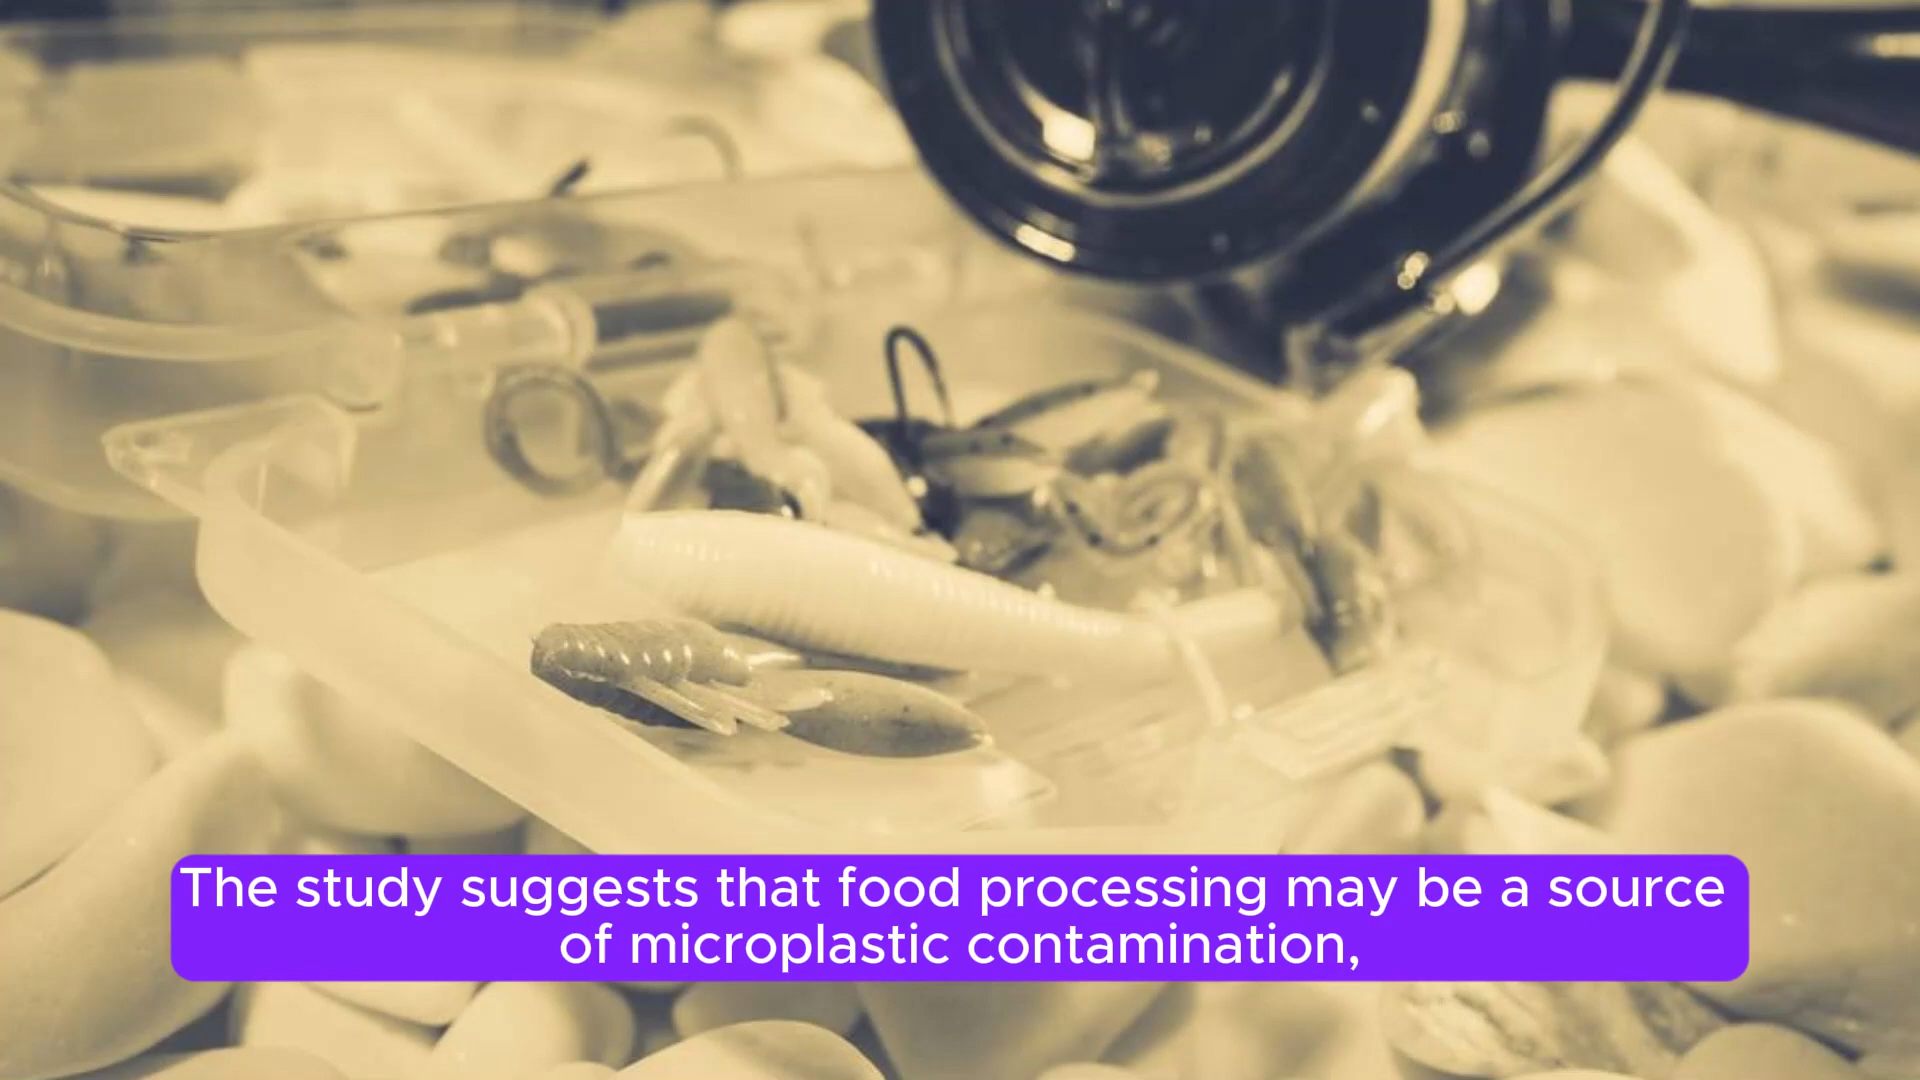 The study suggests that food processing may be a source
of microplastic contamination,